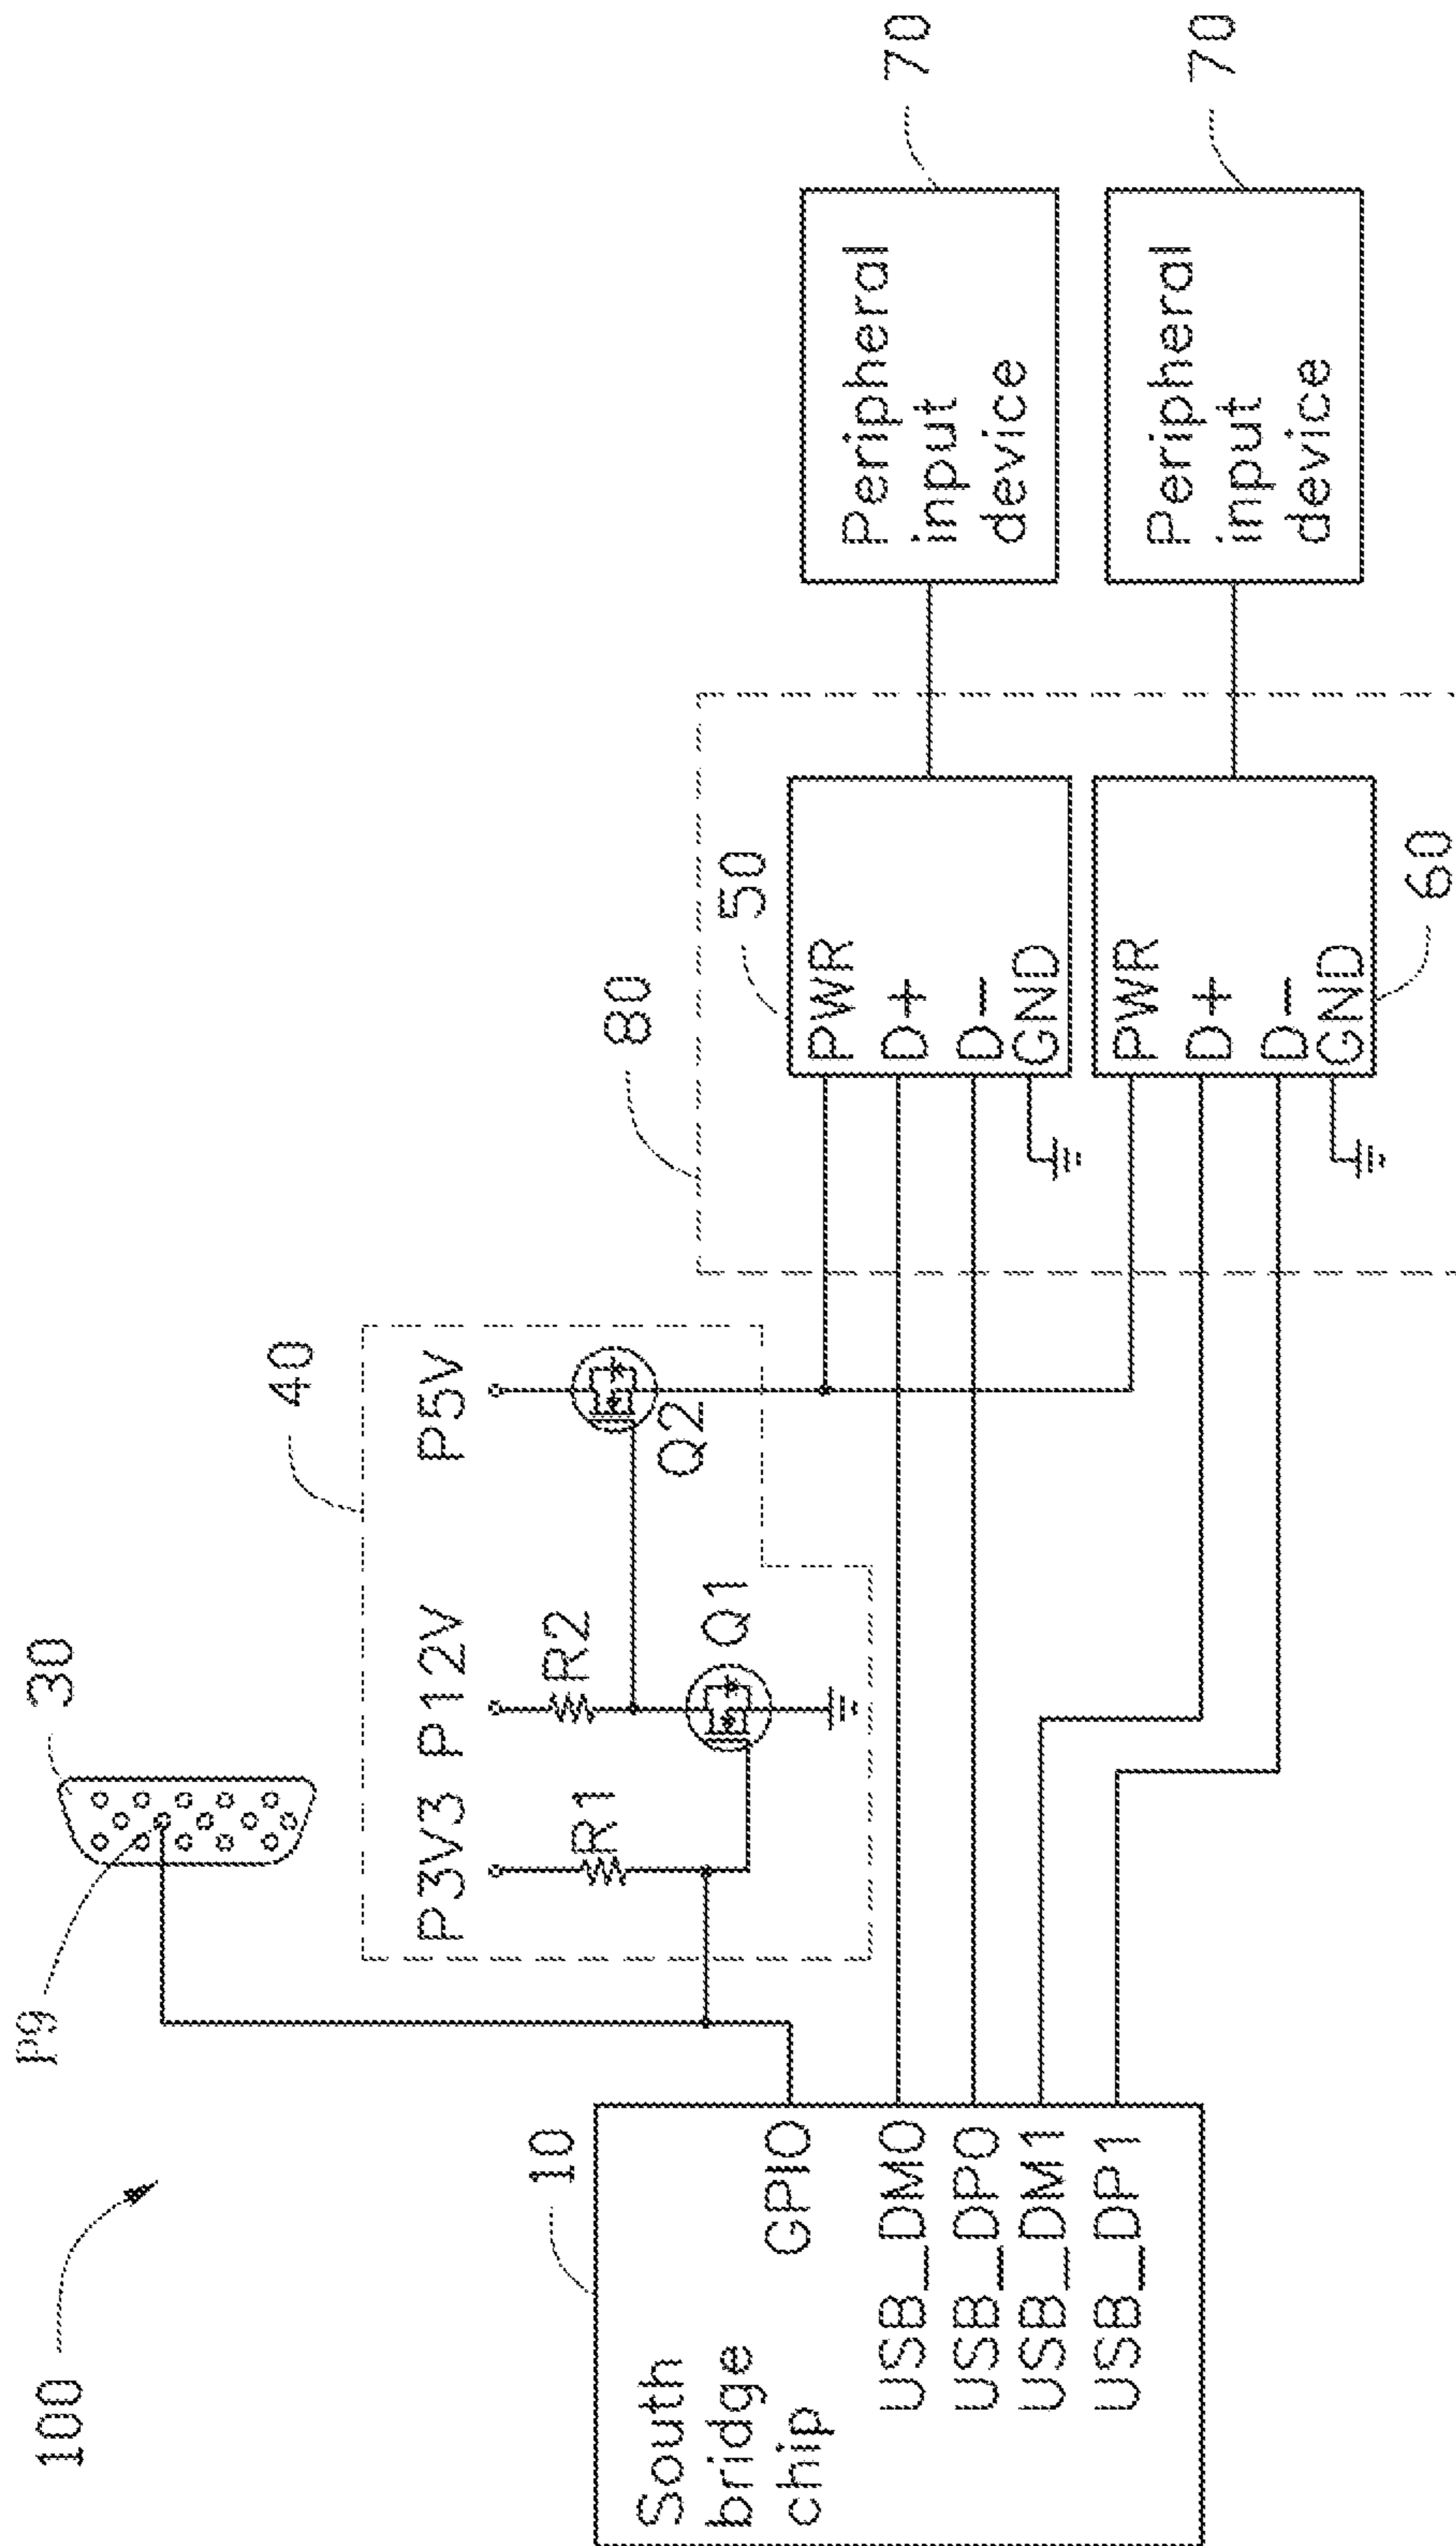 100
P9
30
40
P3V3
P12V
P5V
R1
R2
Q1
Q2
10
South
bridge
chip
GPIO
USB_DM0
USB_DP0
USB_DM1
USB_DP1
80
50
PWR
D+
D-
GND
PWR
D+
D-
GND
60
Peripheral
input
device
70
Peripheral
input
device
70